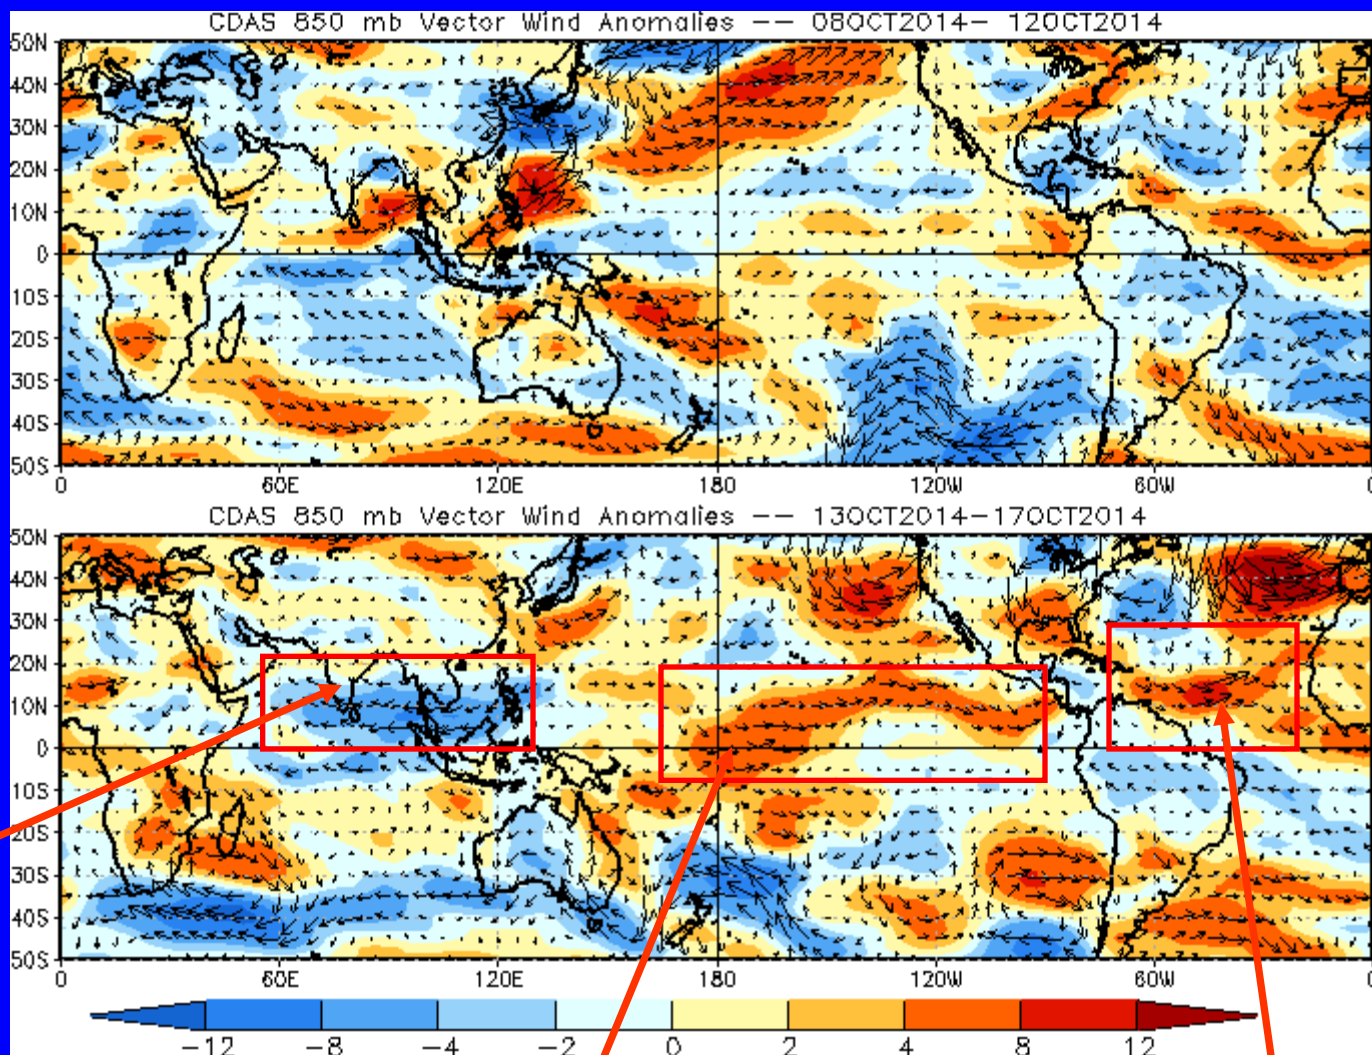 CDAS 850 mb Vector Wind Anomalies -- 08OCT2014- 12OCT2014
50N
40N
30N
20N
10N
0
10S
20S
30S
40S
50S
0 60E 120E 180 120W 60W 0
CDAS 850 mb Vector Wind Anomalies -- 13OCT2014-17OCT2014
50N
40N
30N
20N
10N
0
10S
20S
30S
40S
50S
0 60E 120E 180 120W 60W 0
-12 -8 -4 -2 0 2 4 8 12